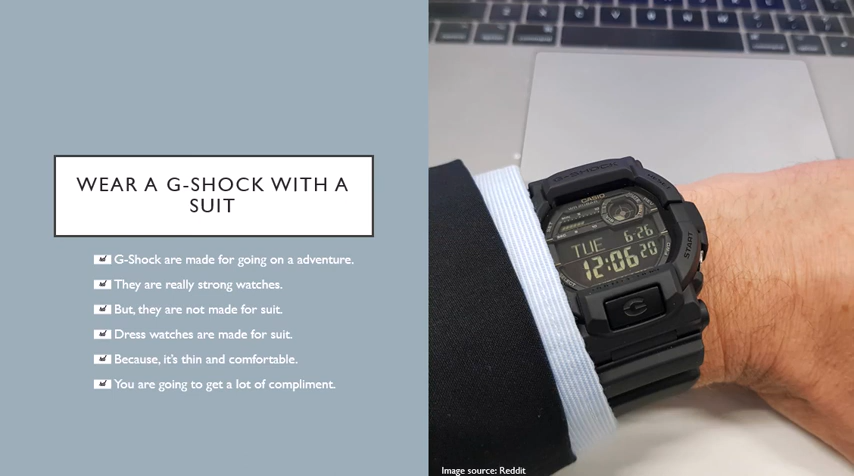 WEAR A G-SHOCK WITH A
SUIT
G-Shock are made for going on a adventure.
They are really strong watches.
But, they are not made for suit.
Dress watches are made for suit.
Because, it's thin and comfortable.
You are going to get a lot of compliment.
G-SHOCK
CASIO
TUE 6-26
12:06 20
START
G
Image source: Reddit